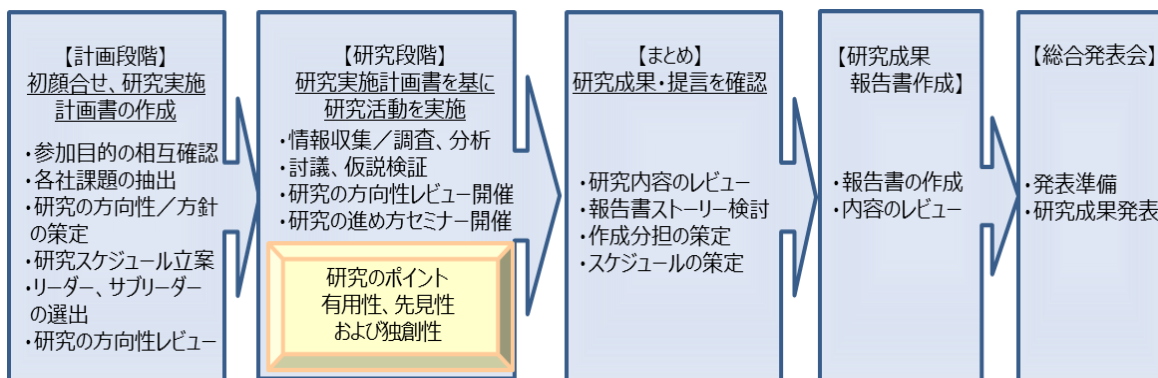 【計画段階】
初顔合せ、研究実施
計画書の作成
・参加目的の相互確認
・各社課題の抽出
・研究の方向性／方針
の策定
・研究スケジュール立案
・リーダー、サブリーダー
の選出
・研究の方向性レビュー
【研究段階】
研究実施計画書を基に
研究活動を実施
・情報収集／調査、分析
・討議、仮説検証
・研究の方向性レビュー開催
・研究の進め方セミナー開催
研究のポイント
有用性、先見性
および独創性
【まとめ】
研究成果・提言を確認
・研究内容のレビュー
・報告書ストーリー検討
・作成分担の策定
・スケジュールの策定
【研究成果
報告書作成】
・報告書の作成
・内容のレビュー
【総合発表会】
・発表準備
・研究成果発表